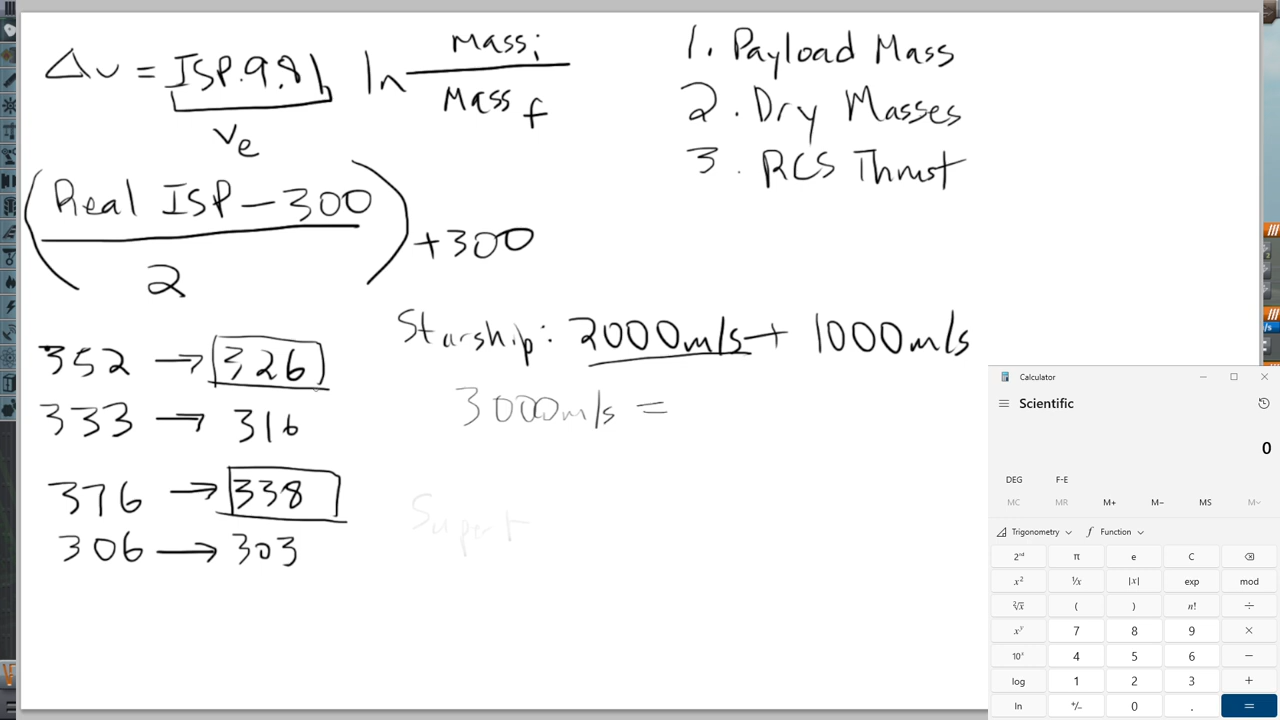 Δv = ISP·9.81 ln Massi / Massf
ve
(Real ISP – 300 / 2) + 300
1. Payload Mass
2. Dry Masses
3. RCS Thrust
Starship: 2000m/s + 1000m/s
3000m/s =
352 → 326
333 → 316
376 → 338
306 → 303
Calculator
Scientific
0
DEG F-E
MC MR M+ M− MS M˅
Trigonometry f Function
2nd π e C
x² ¹/x |x| exp mod
²√x ( ) n! ÷
xʸ 7 8 9 ×
10ˣ 4 5 6 −
log 1 2 3 +
ln +/− 0 . =